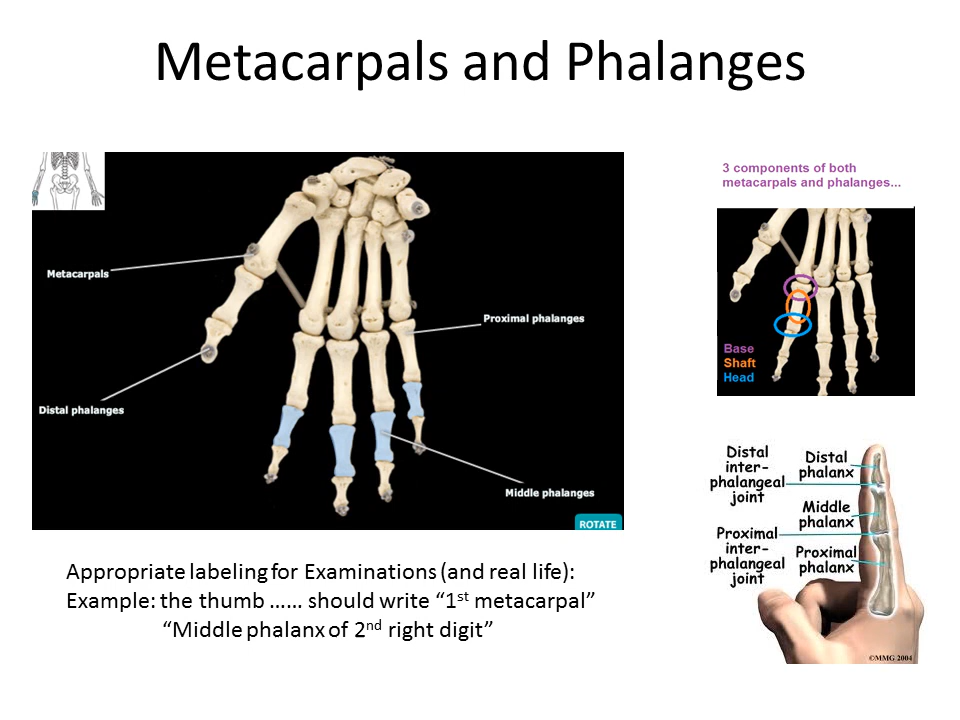 Metacarpals and Phalanges
Metacarpals
Proximal phalanges
Distal phalanges
Middle phalanges
ROTATE
3 components of both
metacarpals and phalanges...
Base
Shaft
Head
Distal
inter-
phalangeal
joint
Distal
phalanx
Middle
phalanx
Proximal
inter-
phalangeal
joint
Proximal
phalanx
©MMG 2004
Appropriate labeling for Examinations (and real life):
Example: the thumb …… should write “1st metacarpal”
“Middle phalanx of 2nd right digit”